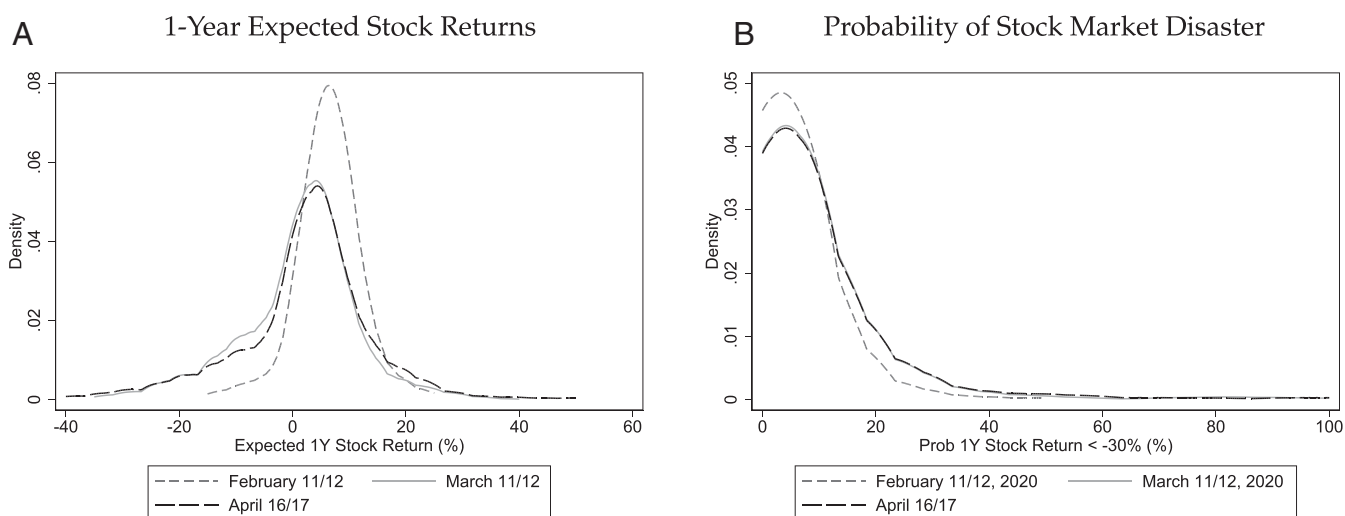 A 1-Year Expected Stock Returns
Density
.08
.06
.04
.02
0
-40 -20 0 20 40 60
Expected 1Y Stock Return (%)
February 11/12 March 11/12
April 16/17
B Probability of Stock Market Disaster
Density
.05
.04
.03
.02
.01
0
0 20 40 60 80 100
Prob 1Y Stock Return < -30% (%)
February 11/12, 2020 March 11/12, 2020
April 16/17